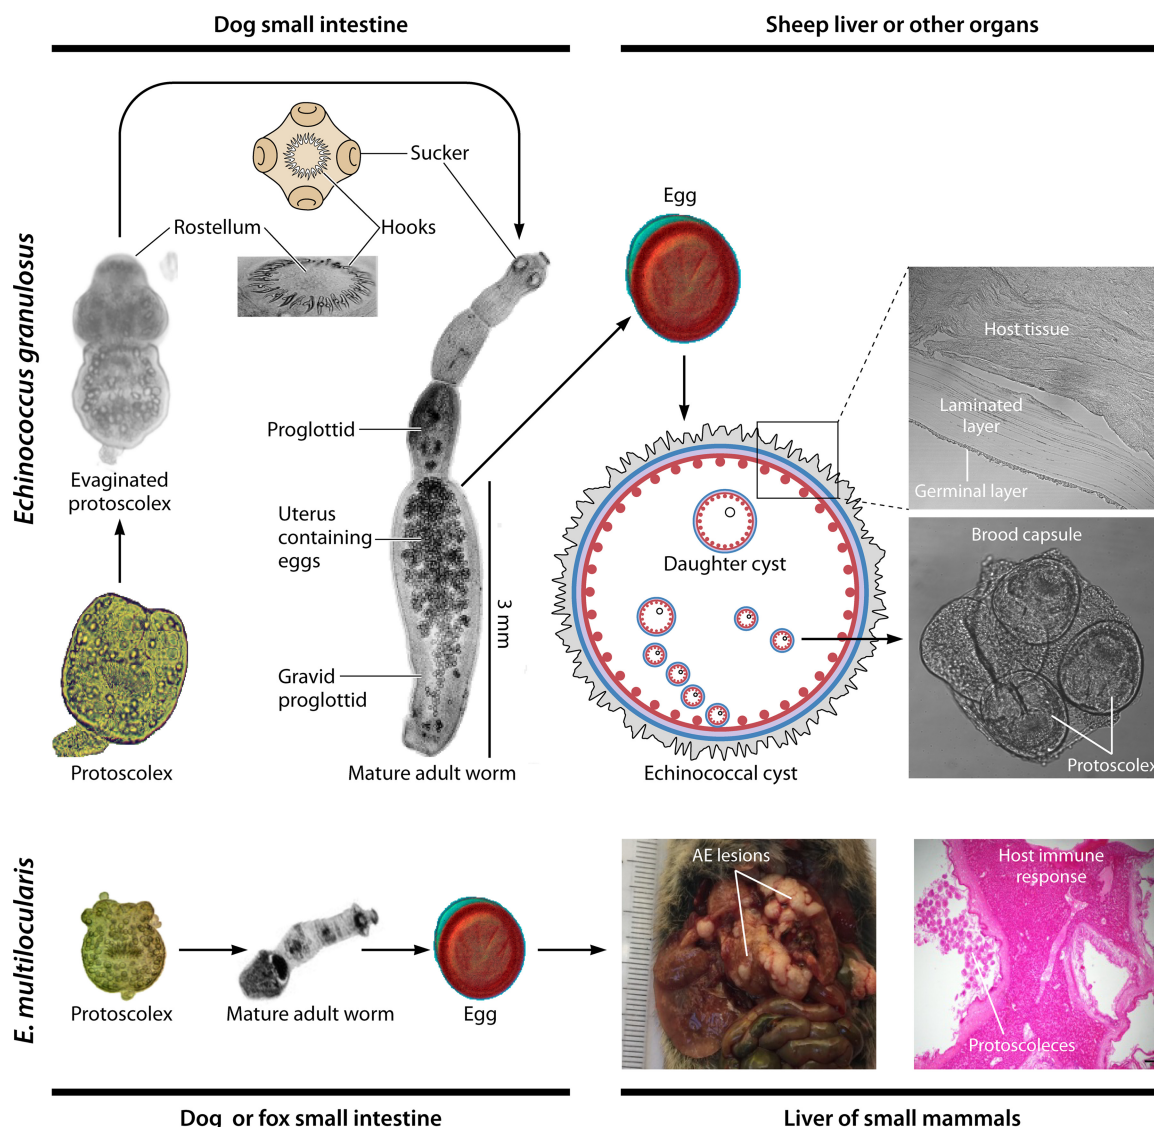 Dog small intestine
Sheep liver or other organs
Echinococcus granulosus
Sucker
Rostellum
Hooks
Egg
Host tissue
Laminated
layer
Germinal layer
Proglottid
Evaginated
protoscolex
Uterus
containing
eggs
3 mm
Daughter cyst
Brood capsule
Gravid
proglottid
Protoscolex
Protoscolex
Mature adult worm
Echinococcal cyst
E. multilocularis
AE lesions
Host immune
response
Protoscolex
Mature adult worm
Egg
Protoscoleces
Dog or fox small intestine
Liver of small mammals